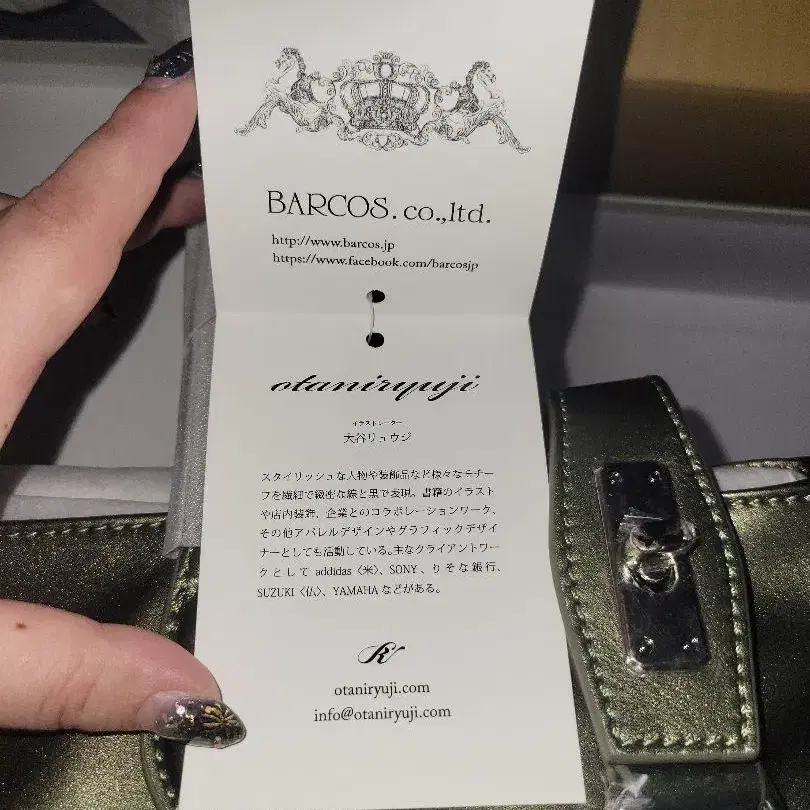 BARCOS. co.,ltd.
http://www.barcos.jp
https://www.facebook.com/barcosjp
otaniryuji
イラストレーター
大谷リュウジ
スタイリッシュな人物や装飾品など様々なモチー
フを繊細で緻密な線と黒で表現。書籍のイラスト
や店内装飾、企業とのコラボレーションワーク、
その他アパレルデザインやグラフィックデザイ
ナーとしても活動している。主なクライアントワー
クとして addidas〈米〉、SONY、りそな銀行、
SUZUKI〈仏〉、YAMAHAなどがある。
otaniryuji.com
info@otaniryuji.com